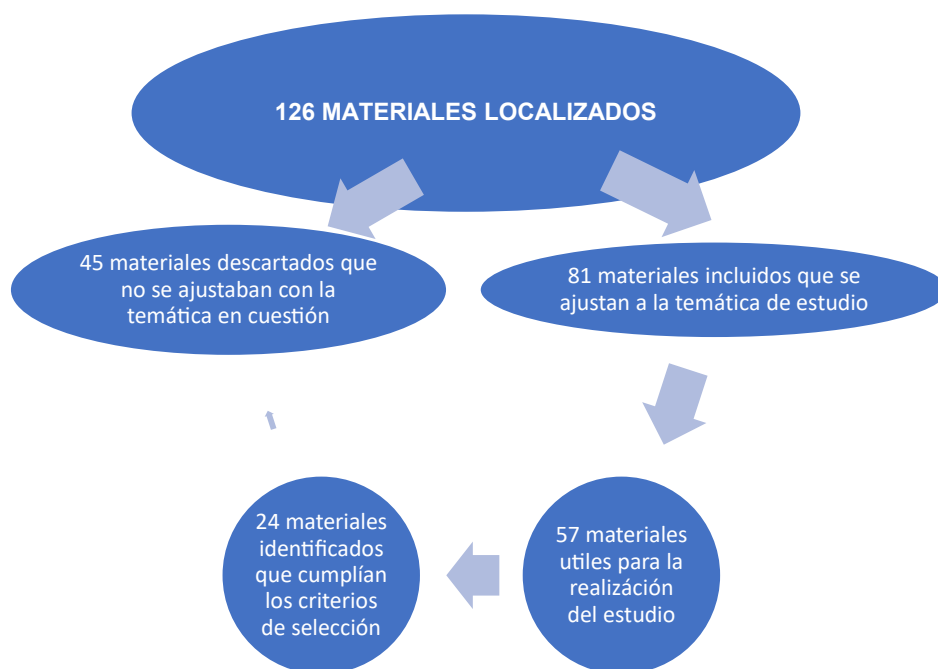 126 MATERIALES LOCALIZADOS
45 materiales descartados que
no se ajustaban con la
temática en cuestión
81 materiales incluidos que se
ajustan a la temática de estudio
24 materiales
identificados
que cumplían
los criterios
de selección
57 materiales
utiles para la
realizáción
del estudio